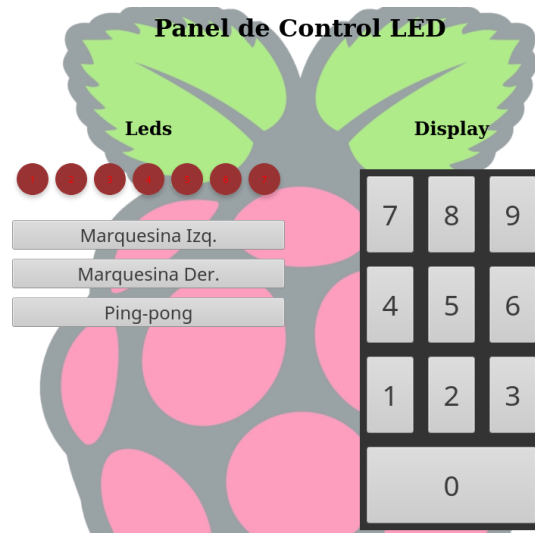 Panel de Control LED
Leds
Display
Marquesina Izq.
Marquesina Der.
Ping-pong
7 8 9
4 5 6
1 2 3
0